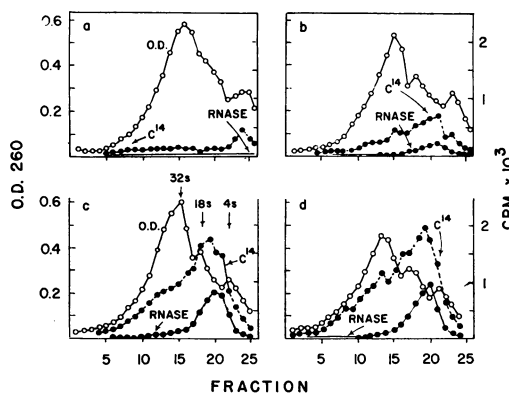 0.6 a b
O.D. 2
0.4
RNASE 1
0.2 C14 C14 RNASE
O.D. 260 CPM × 10³
c 32s 18s 4s d
0.6 O.D. C14 C14 2
0.4
0.2 RNASE RNASE 1
5 10 15 20 25 5 10 15 20 25
FRACTION